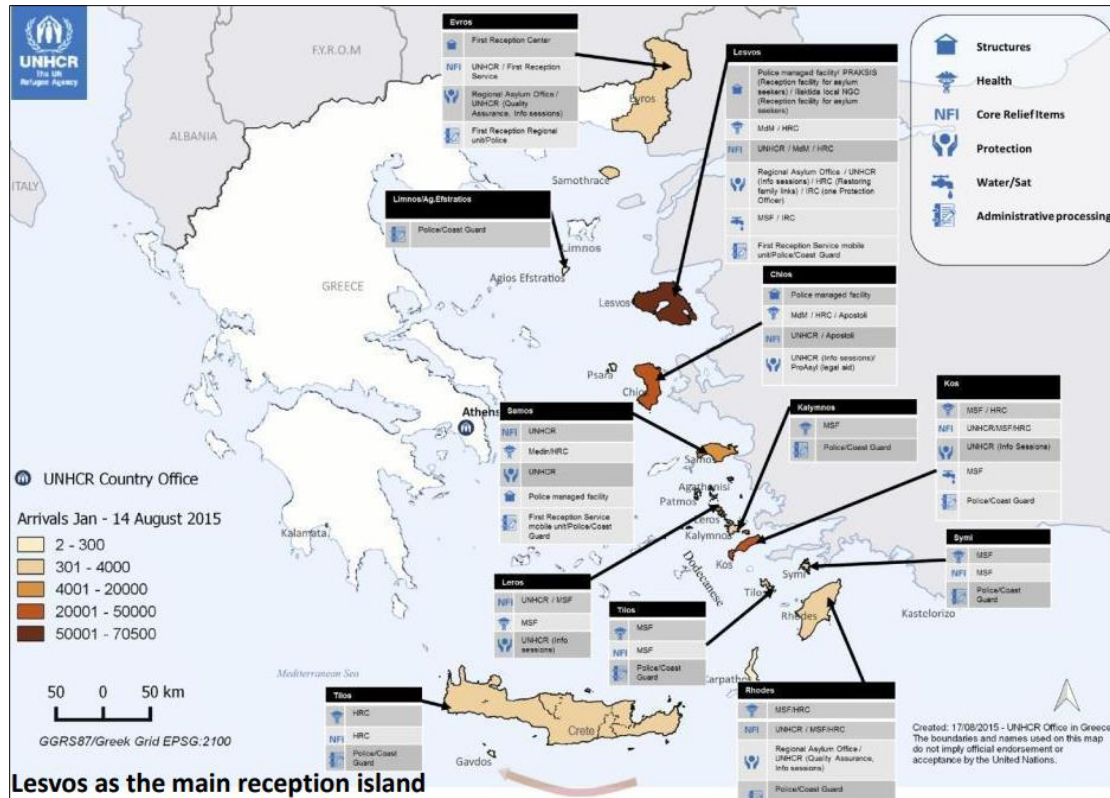 UNHCR
The UN
Refugee Agency
F.Y.R.O.M
ALBANIA
ITALY
GREECE
Evros
First Reception Center
NFI UNHCR / First Reception
Service
Regional Asylum Office /
UNHCR (Quality
Assurance, Info sessions)
First Reception Regional
unit/Police
Evros
Samothrace
Limnos/Ag.Efstratios
Police/Coast Guard
Limnos
Agios Efstratios
Lesvos
Police managed facility/ PRAKSIS
(Reception facility for asylum
seekers) / Iliaktida local NGO
(Reception facility for asylum
seekers)
MdM / HRC
NFI UNHCR / MdM / HRC
Regional Asylum Office / UNHCR
(Info sessions) / HRC (Restoring
family links) / IRC (one Protection
Officer)
MSF / IRC
First Reception Service mobile
unit/Police/Coast Guard
Lesvos
Structures
Health
NFI Core Relief Items
Protection
Water/Sat
Administrative processing
Chios
Police managed facility
MdM / HRC / Apostoli
NFI UNHCR / Apostoli
UNHCR (Info sessions)/
ProAsyl (legal aid)
Psara
Chios
Athens
Samos
NFI UNHCR
Medin/HRC
UNHCR
Police managed facility
First Reception Service
mobile unit/Police/Coast
Guard
Kalymnos
MSF
Police/Coast Guard
Kos
MSF / HRC
NFI UNHCR/MSF/HRC
UNHCR (Info Sessions)
MSF
Police/Coast Guard
Samos
Agathonisi
Patmos
Leros
Kalymnos
Kos
Dodecanese
Symi
Tilos
Rhodes
Kastelorizo
Karpathos
Kalamata
Symi
MSF
NFI MSF
Police/Coast
Guard
Leros
NFI UNHCR / MSF
MSF
UNHCR (Info
sessions)
Tilos
MSF
NFI MSF
Police/Coast
Guard
UNHCR Country Office
Arrivals Jan - 14 August 2015
2 - 300
301 - 4000
4001 - 20000
20001 - 50000
50001 - 70500
50 0 50 km
GGRS87/Greek Grid EPSG:2100
Mediterranean Sea
Tilos
HRC
NFI HRC
Police/Coast
Guard
Crete
Gavdos
Rhodes
MSF/HRC
NFI UNHCR / MSF/HRC
Regional Asylum Office /
UNHCR (Quality Assurance,
Info sessions)
Police/Coast Guard
Created: 17/08/2015 - UNHCR Office in Greece
The boundaries and names used on this map
do not imply official endorsement or
acceptance by the United Nations.
Lesvos as the main reception island